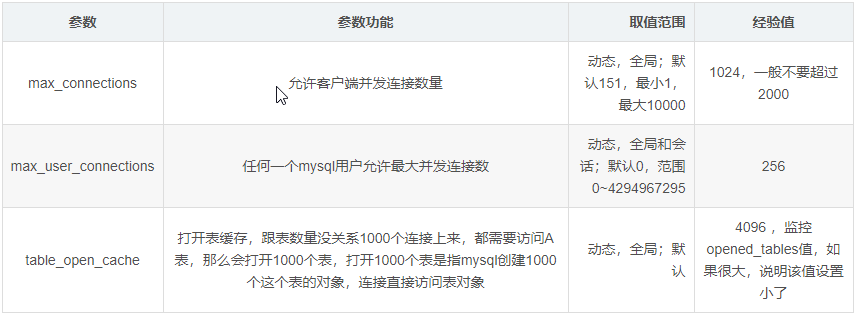 参数 参数功能 取值范围 经验值
max_connections 允许客户端并发连接数量 动态，全局；默
认151，最小1，
最大10000 1024，一般不要超过
2000
max_user_connections 任何一个mysql用户允许最大并发连接数 动态，全局和会
话；默认0，范围
0~4294967295 256
table_open_cache 打开表缓存，跟表数量没关系1000个连接上来，都需要访问A
表，那么会打开1000个表，打开1000个表是指mysql创建1000
个这个表的对象，连接直接访问表对象 动态，全局；默
认 4096 ，监控
opened_tables值，如
果很大，说明该值设置
小了